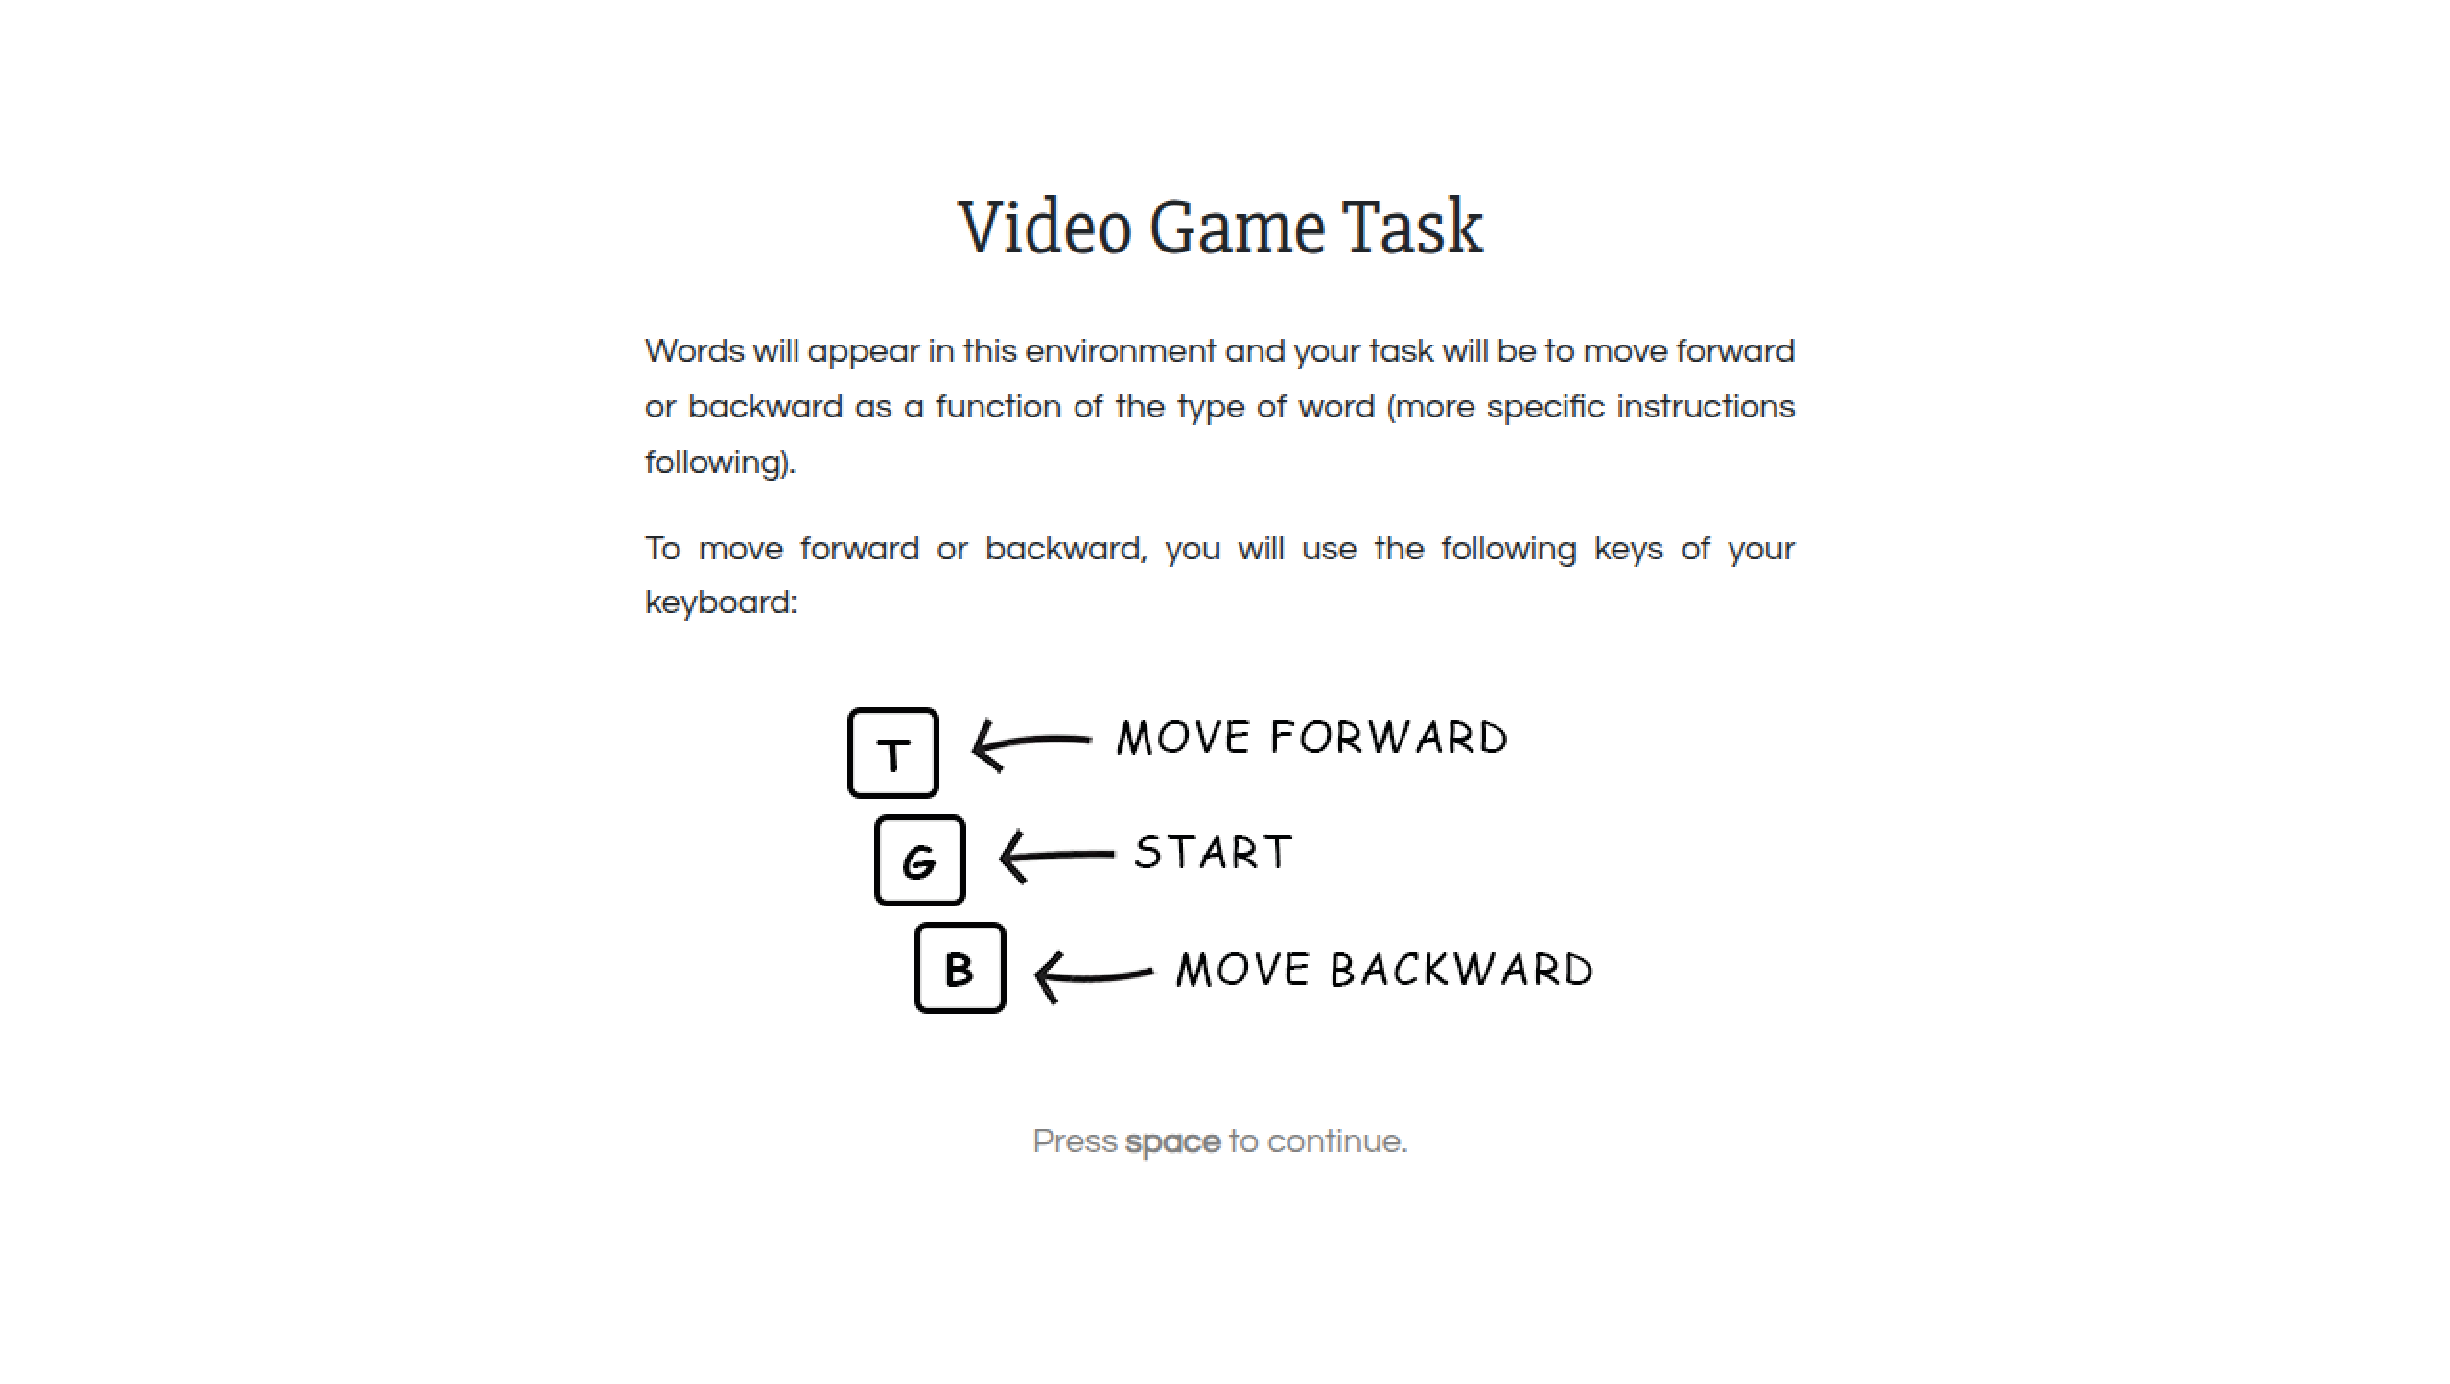 Video Game Task
Words will appear in this environment and your task will be to move forward
or backward as a function of the type of word (more specific instructions
following).
To move forward or backward, you will use the following keys of your
keyboard:
T MOVE FORWARD
G START
B MOVE BACKWARD
Press space to continue.